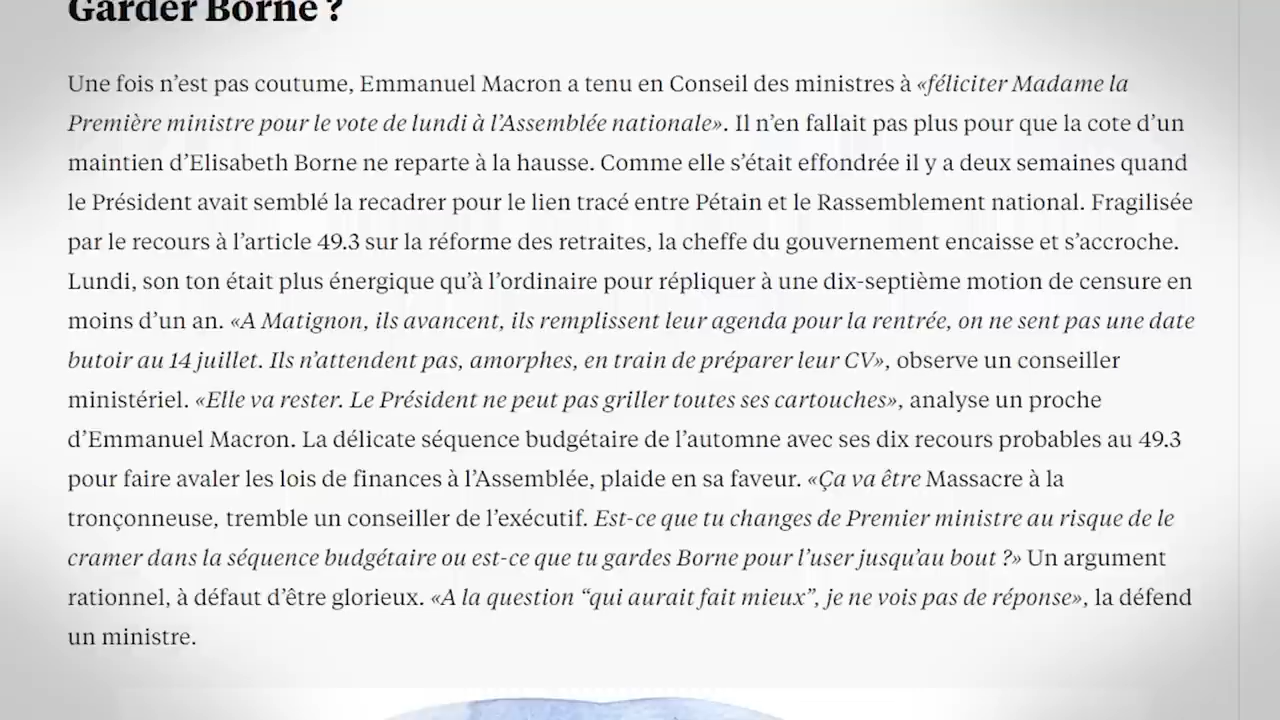 Garder Borne ?
Une fois n’est pas coutume, Emmanuel Macron a tenu en Conseil des ministres à «féliciter Madame la
Première ministre pour le vote de lundi à l’Assemblée nationale». Il n’en fallait pas plus pour que la cote d’un
maintien d’Elisabeth Borne ne reparte à la hausse. Comme elle s’était effondrée il y a deux semaines quand
le Président avait semblé la recadrer pour le lien tracé entre Pétain et le Rassemblement national. Fragilisée
par le recours à l’article 49.3 sur la réforme des retraites, la cheffe du gouvernement encaisse et s’accroche.
Lundi, son ton était plus énergique qu’à l’ordinaire pour répliquer à une dix-septième motion de censure en
moins d’un an. «A Matignon, ils avancent, ils remplissent leur agenda pour la rentrée, on ne sent pas une date
butoir au 14 juillet. Ils n’attendent pas, amorphes, en train de préparer leur CV», observe un conseiller
ministériel. «Elle va rester. Le Président ne peut pas griller toutes ses cartouches», analyse un proche
d’Emmanuel Macron. La délicate séquence budgétaire de l’automne avec ses dix recours probables au 49.3
pour faire avaler les lois de finances à l’Assemblée, plaide en sa faveur. «Ça va être Massacre à la
tronçonneuse, tremble un conseiller de l’exécutif. Est-ce que tu changes de Premier ministre au risque de le
cramer dans la séquence budgétaire ou est-ce que tu gardes Borne pour l’user jusqu’au bout ?» Un argument
rationnel, à défaut d’être glorieux. «A la question “qui aurait fait mieux”, je ne vois pas de réponse», la défend
un ministre.